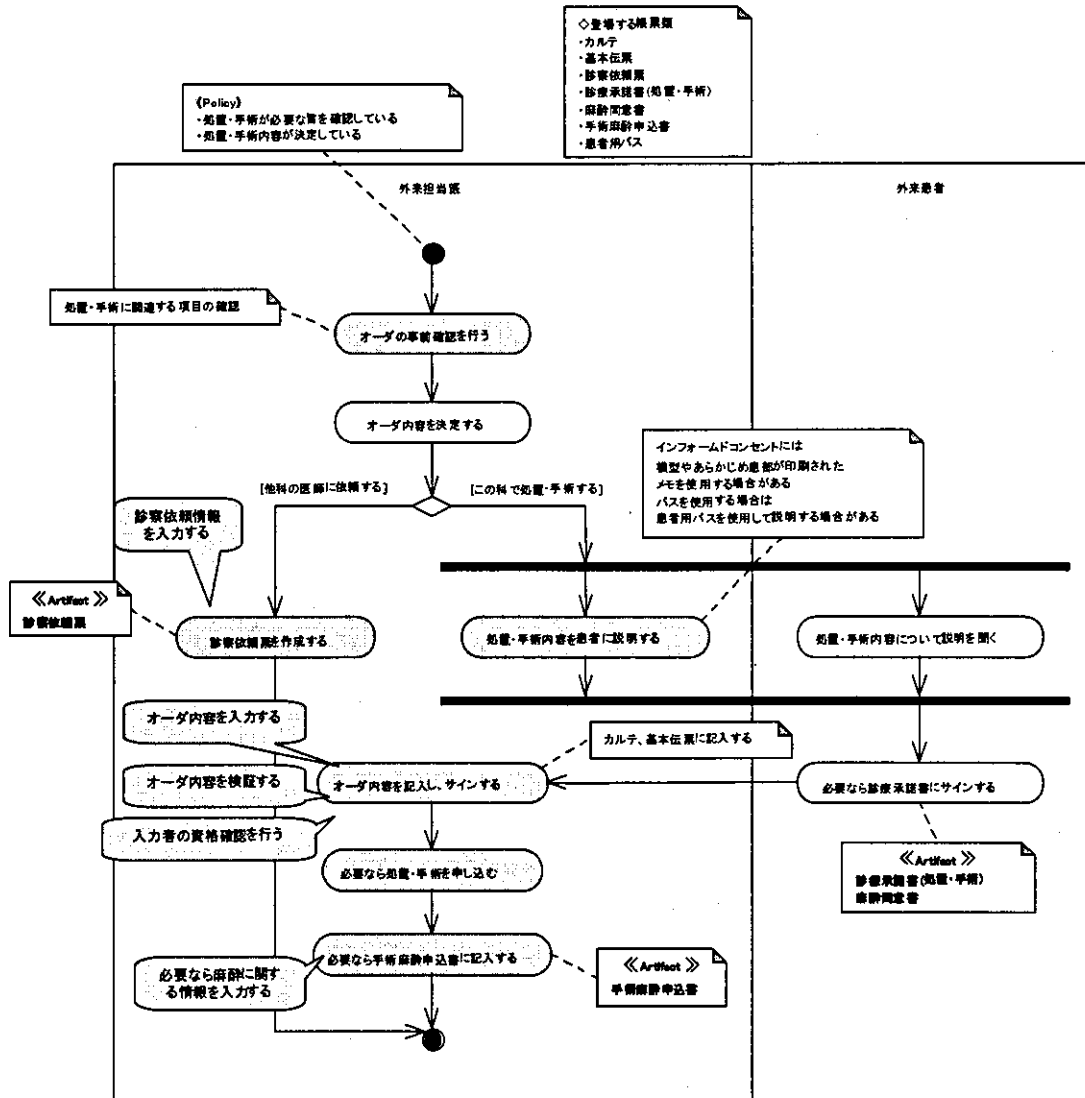 ◇登場する帳票類
・カルテ
・基本伝票
・診察依頼票
・診療承諾書(処置・手術)
・麻酔同意書
・手術麻酔申込書
・患者用パス
《Policy》
・処置・手術が必要な旨を確認している
・処置・手術内容が決定している
外来担当医
外来患者
処置・手術に関連する項目の確認
オーダの事前確認を行う
オーダ内容を決定する
インフォームドコンセントには
模型やあらかじめ患部が印刷された
メモを使用する場合がある
パスを使用する場合は
患者用パスを使用して説明する場合がある
[他科の医師に依頼する]
[この科で処置・手術する]
診察依頼情報
を入力する
≪Artifact≫
診察依頼票
診察依頼票を作成する
処置・手術内容を患者に説明する
処置・手術内容について説明を聞く
オーダ内容を入力する
カルテ、基本伝票に記入する
オーダ内容を検証する
オーダ内容を記入し、サインする
必要なら診療承諾書にサインする
入力者の資格確認を行う
≪Artifact≫
診療承諾書(処置・手術)
麻酔同意書
必要なら処置・手術を申し込む
必要なら手術麻酔申込書に記入する
必要なら麻酔に関す
る情報を入力する
≪Artifact≫
手術麻酔申込書